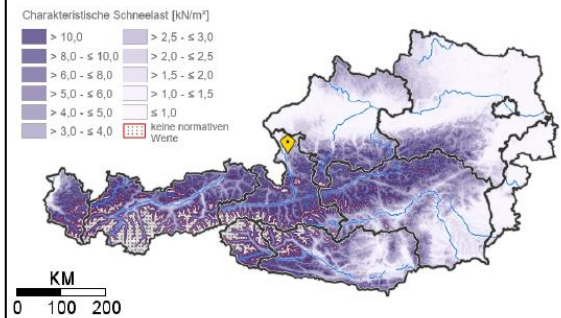 Charakteristische Schneelast [kN/m²]
> 10,0
> 8,0 - ≤ 10,0
> 6,0 - ≤ 8,0
> 5,0 - ≤ 6,0
> 4,0 - ≤ 5,0
> 3,0 - ≤ 4,0
> 2,5 - ≤ 3,0
> 2,0 - ≤ 2,5
> 1,5 - ≤ 2,0
> 1,0 - ≤ 1,5
≤ 1,0
keine normativen
Werte
KM
0 100 200